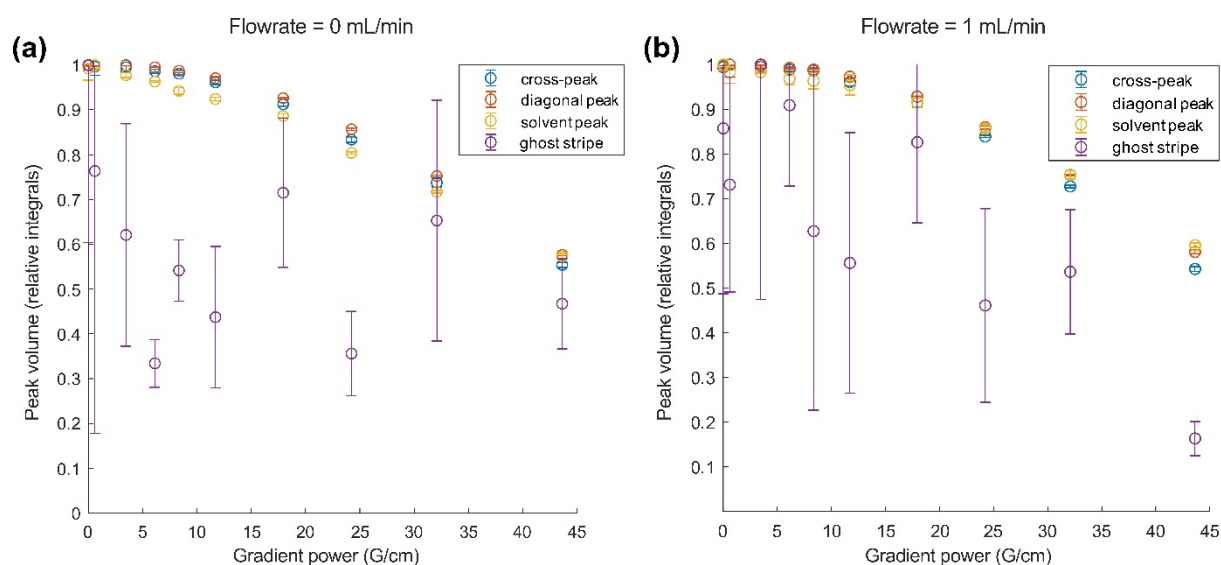 (a)
Flowrate = 0 mL/min
1
0.9
0.8
0.7
0.6
0.5
0.4
0.3
0.2
0.1
0
Peak volume (relative integrals)
cross-peak
diagonal peak
solvent peak
ghost stripe
0 5 10 15 20 25 30 35 40 45
Gradient power (G/cm)
(b)
Flowrate = 1 mL/min
1
0.9
0.8
0.7
0.6
0.5
0.4
0.3
0.2
0.1
Peak volume (relative integrals)
cross-peak
diagonal peak
solvent peak
ghost stripe
0 5 10 15 20 25 30 35 40 45
Gradient power (G/cm)